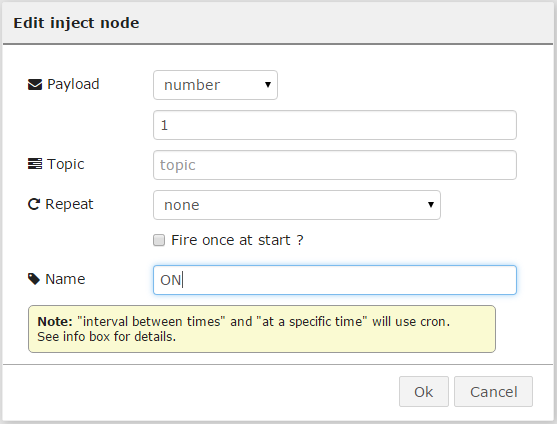 Edit inject node
Payload
number
1
Topic
topic
Repeat
none
Fire once at start ?
Name
ON
Note: "interval between times" and "at a specific time" will use cron.
See info box for details.
Ok
Cancel